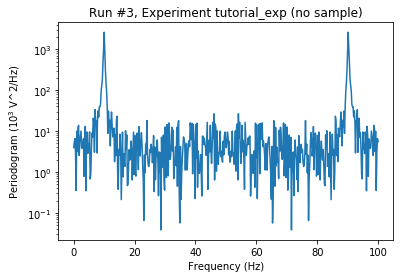 Run #3, Experiment tutorial_exp (no sample)
Periodogram (10³ V^2/Hz)
10³
10²
10¹
10⁰
10⁻¹
0 20 40 60 80 100
Frequency (Hz)